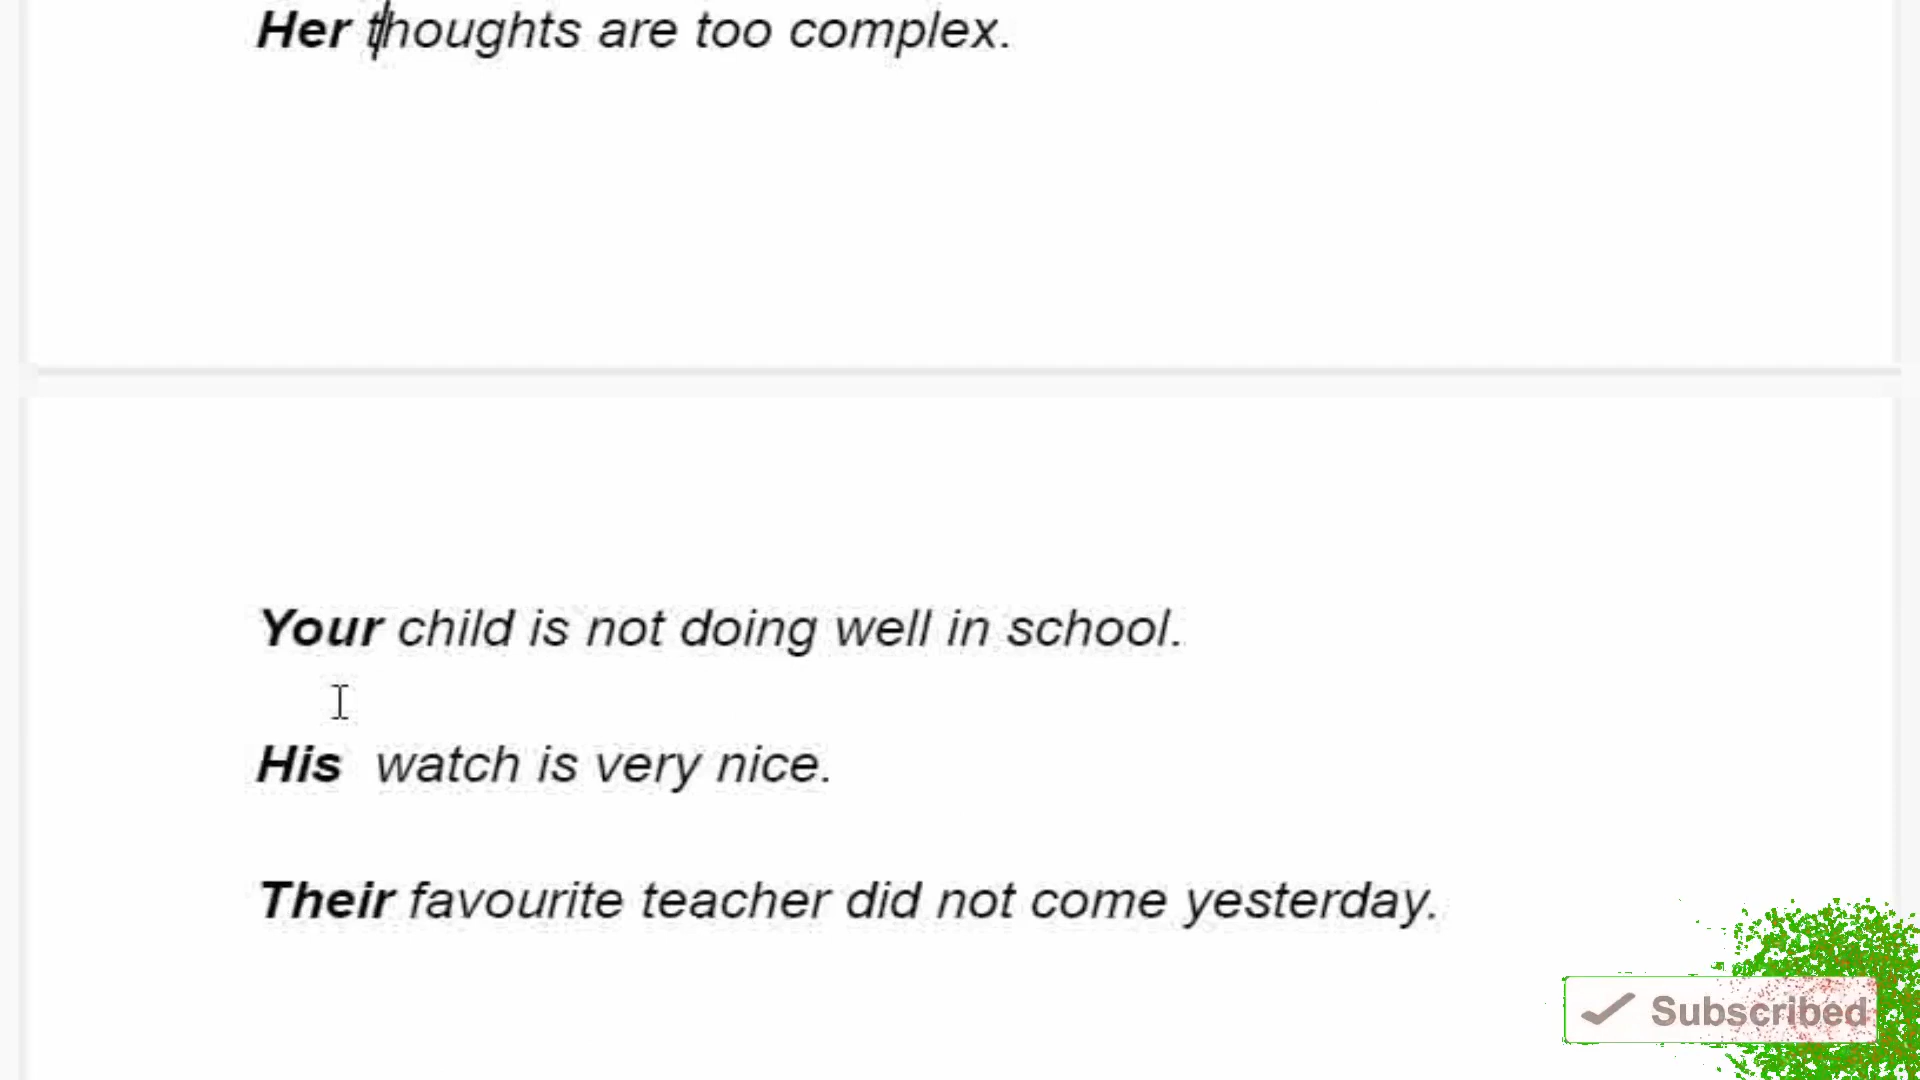 Her thoughts are too complex.
Your child is not doing well in school.
His watch is very nice.
Their favourite teacher did not come yesterday.
Subscribed